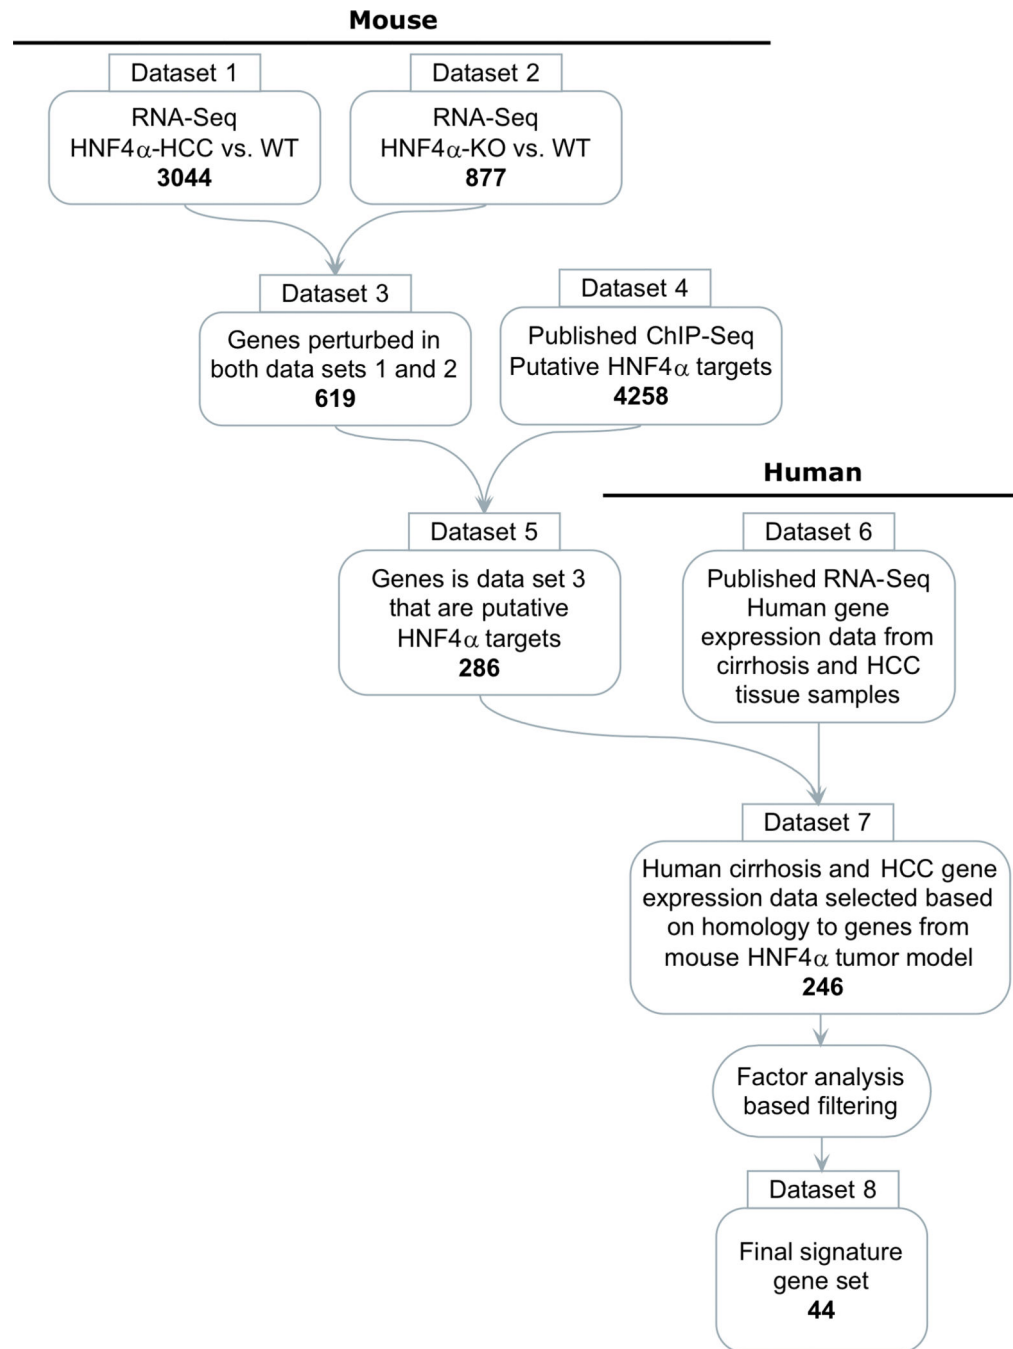 Mouse
Dataset 1
RNA-Seq
HNF4α-HCC vs. WT
3044
Dataset 2
RNA-Seq
HNF4α-KO vs. WT
877
Dataset 3
Genes perturbed in
both data sets 1 and 2
619
Dataset 4
Published ChIP-Seq
Putative HNF4α targets
4258
Human
Dataset 5
Genes is data set 3
that are putative
HNF4α targets
286
Dataset 6
Published RNA-Seq
Human gene
expression data from
cirrhosis and HCC
tissue samples
Dataset 7
Human cirrhosis and HCC gene
expression data selected based
on homology to genes from
mouse HNF4α tumor model
246
Factor analysis
based filtering
Dataset 8
Final signature
gene set
44